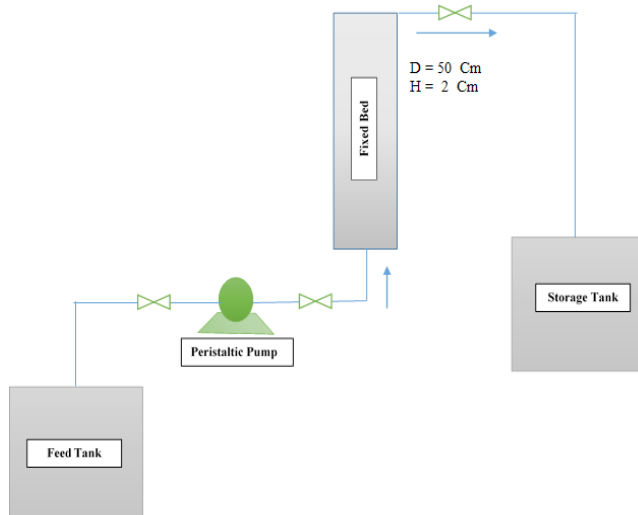 D = 50 Cm
H = 2 Cm
Fixed Bed
Storage Tank
Peristaltic Pump
Feed Tank